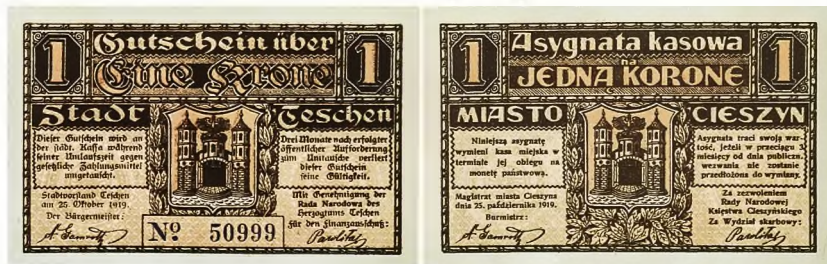 1 Gutschein über 1
Eine Krone
Stadt Teschen
Dieser Gutschein wird an
der städt. Kassa während
seiner Umlaufszeit gegen
gesetzliche Zahlungsmittel
umgetauscht.
Stadtvorstand Teschen
am 25. Oktober 1919.
Der Bürgermeister:
Drei Monate nach erfolgter
öffentlicher Aufforderung
zum Umtausche verliert
dieser Gutschein
seine Gültigkeit.
Mit Genehmigung der
Rada Narodowa des
Herzogtums Teschen
für den Finanzausschuß:
No 50999
1 Asygnata kasowa 1
na
JEDNĄ KORONĘ
MIASTO CIESZYN
Niniejszą asygnatę
wymieni kasa miejska w
terminie jej obiegu na
monetę państwową.
Magistrat miasta Cieszyna
dnia 25. października 1919.
Burmistrz:
Asygnata traci swoją war-
tość, jeżeli w przeciągu 3
miesięcy od dnia publiczn.
wezwania nie zostanie
przedłożona do wymiany.
Za zezwoleniem
Rady Narodowej
Księstwa Cieszyńskiego
Za Wydział skarbowy: